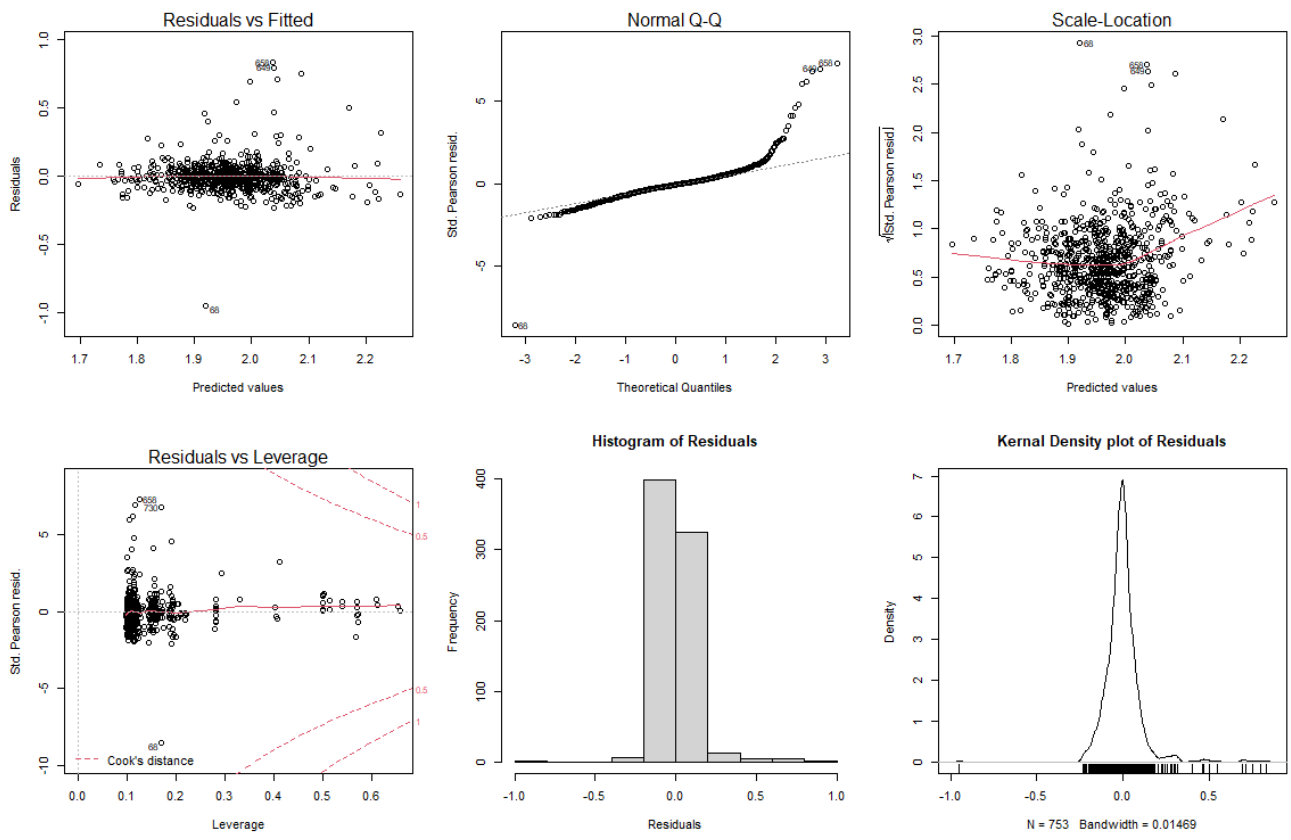 Residuals vs Fitted
Residuals
1.0
0.5
0.0
-0.5
-1.0
658
649
68
1.7 1.8 1.9 2.0 2.1 2.2
Predicted values
Normal Q-Q
Std. Pearson resid.
5
0
-5
649 658
68
-3 -2 -1 0 1 2 3
Theoretical Quantiles
Scale-Location
√|Std. Pearson resid|
3.0
2.5
2.0
1.5
1.0
0.5
0.0
68
658
649
1.7 1.8 1.9 2.0 2.1 2.2
Predicted values
Residuals vs Leverage
Std. Pearson resid.
5
0
-5
-10
658
730
68
1
0.5
0.5
1
Cook's distance
0.0 0.1 0.2 0.3 0.4 0.5 0.6
Leverage
Histogram of Residuals
Frequency
400
300
200
100
0
-1.0 -0.5 0.0 0.5 1.0
Residuals
Kernal Density plot of Residuals
Density
7
6
5
4
3
2
1
0
-1.0 -0.5 0.0 0.5
N = 753 Bandwidth = 0.01469